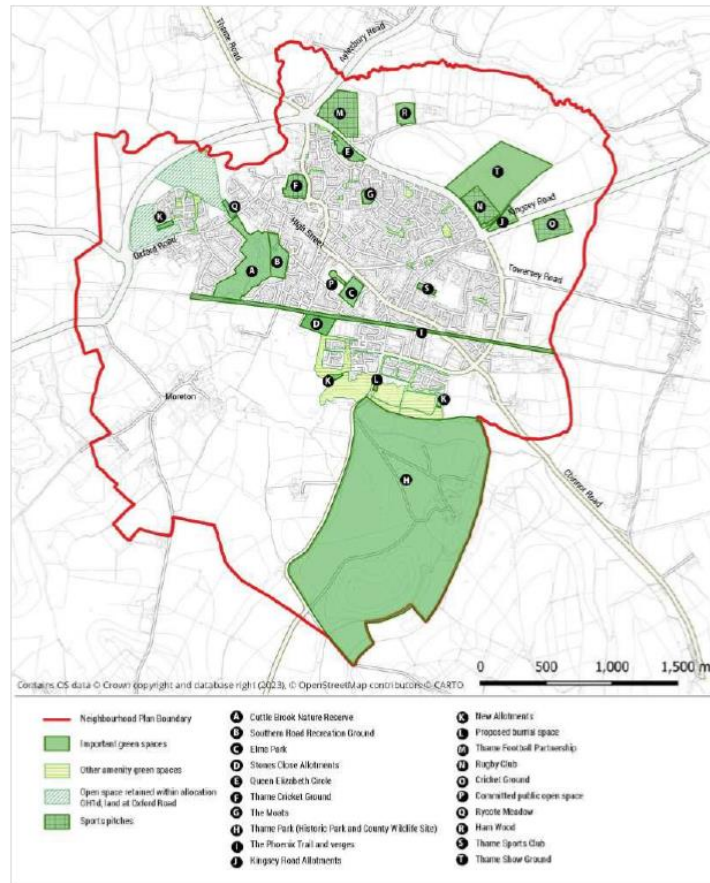 Thame Road
Aylesbury Road
M
R
E
T
F
G
N
Kingsey Road
K
Q
J
O
High Street
Oxford Road
Towersey Road
A
B
P
C
S
D
I
K
L
K
Moreton
H
Chinnor Road
0 500 1,000 1,500 m
Contains OS data © Crown copyright and database right (2023), © OpenStreetMap contributors © CARTO
Neighbourhood Plan Boundary
Important green spaces
Other amenity green spaces
Open space retained within allocation
GH1d, land at Oxford Road
Sports pitches
A Cuttle Brook Nature Reserve
B Southern Road Recreation Ground
C Elms Park
D Stones Close Allotments
E Queen Elizabeth Circle
F Thame Cricket Ground
G The Moats
H Thame Park (Historic Park and County Wildlife Site)
I The Phoenix Trail and verges
J Kingsey Road Allotments
K New Allotments
L Proposed burial space
M Thame Football Partnership
N Rugby Club
O Cricket Ground
P Committed public open space
Q Rycote Meadow
R Ham Wood
S Thame Sports Club
T Thame Show Ground